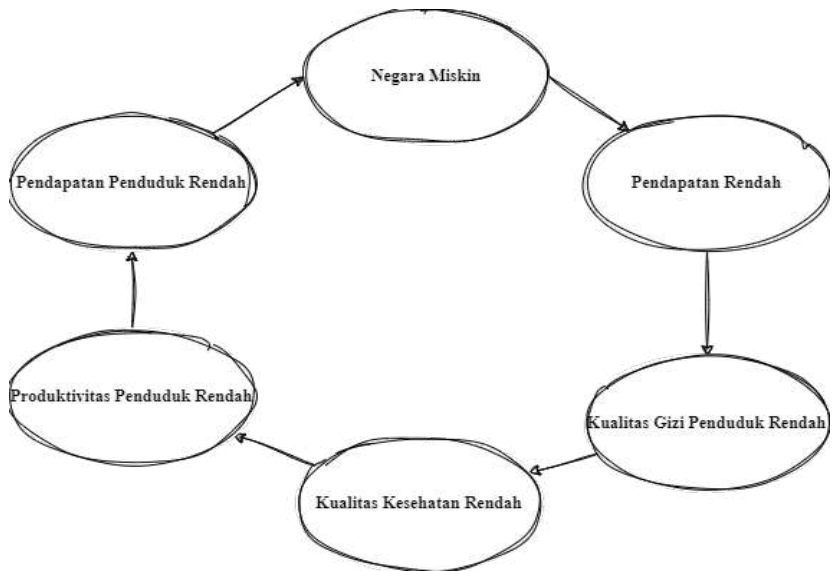 Negara Miskin
Pendapatan Rendah
Kualitas Gizi Penduduk Rendah
Kualitas Kesehatan Rendah
Produktivitas Penduduk Rendah
Pendapatan Penduduk Rendah